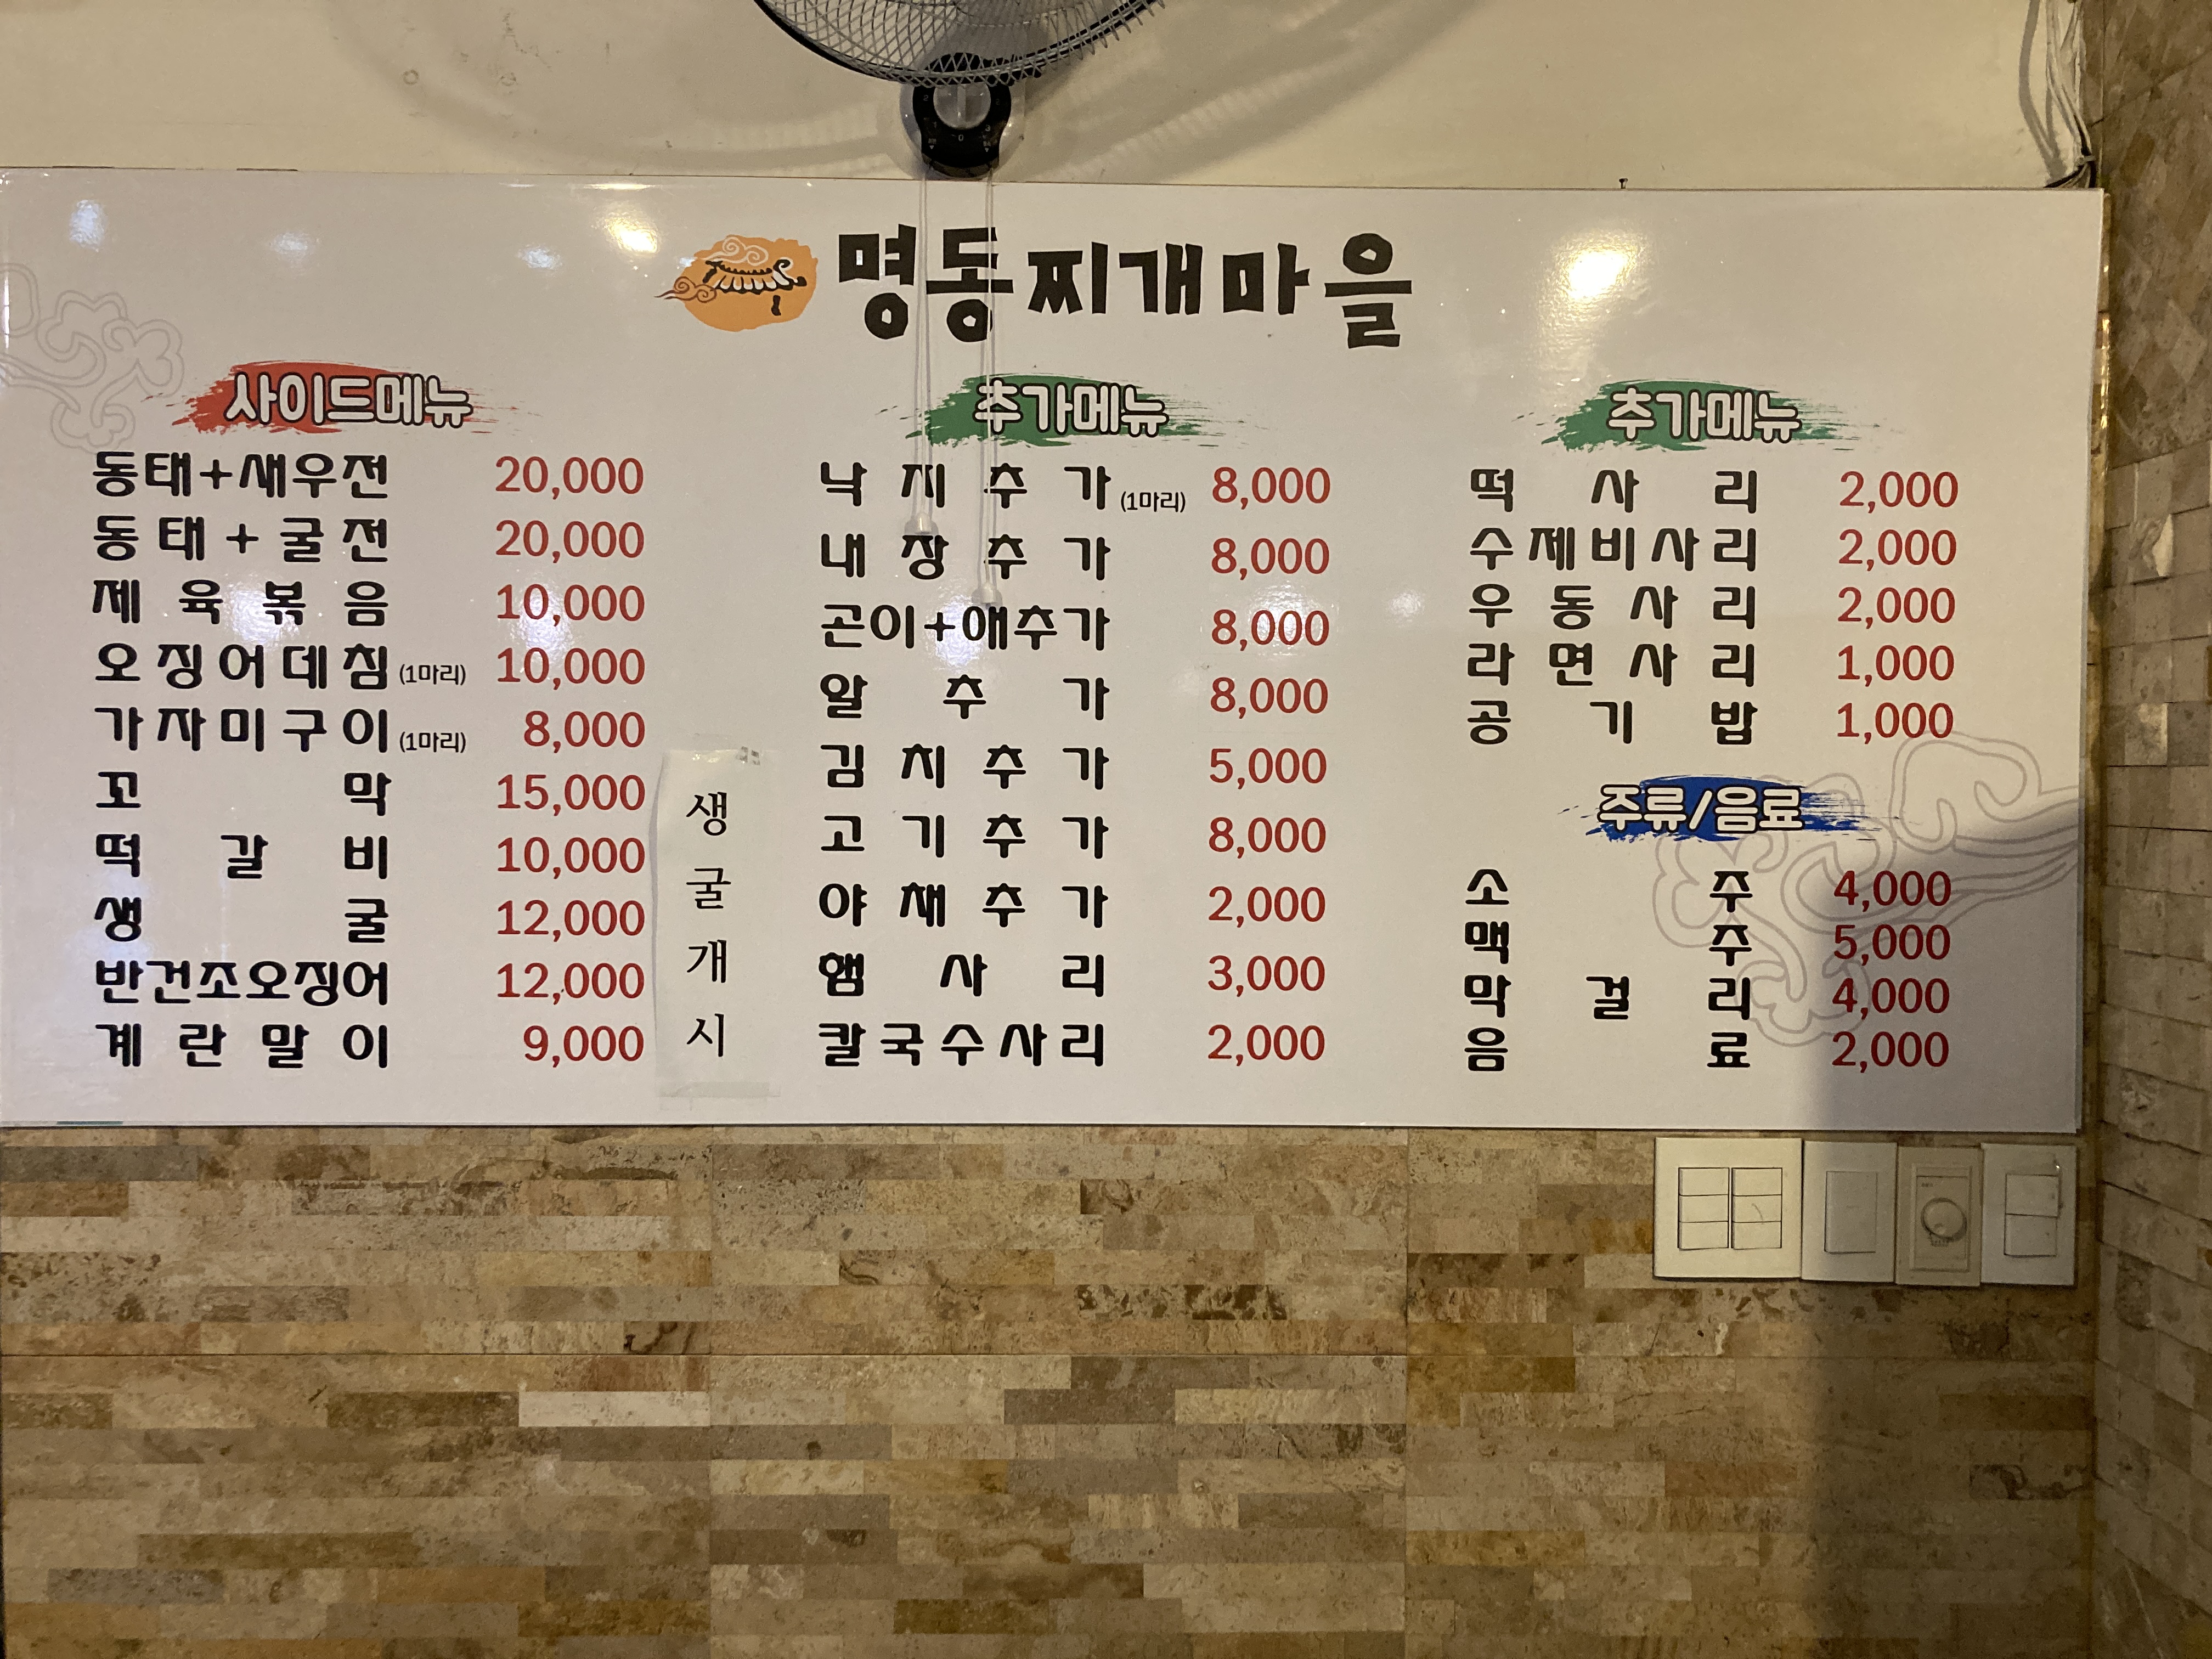 명동찌개마을
사이드메뉴
동태+새우전 20,000
동태+굴전 20,000
제육볶음 10,000
오징어데침(1마리) 10,000
가자미구이(1마리) 8,000
꼬막 15,000
떡갈비 10,000
생굴 12,000
반건조오징어 12,000
계란말이 9,000
생굴개시
추가메뉴
낙지추가(1마리) 8,000
내장추가 8,000
곤이+애추가 8,000
알추가 8,000
김치추가 5,000
고기추가 8,000
야채추가 2,000
햄사리 3,000
칼국수사리 2,000
추가메뉴
떡사리 2,000
수제비사리 2,000
우동사리 2,000
라면사리 1,000
공기밥 1,000
주류/음료
소주 4,000
맥주 5,000
막걸리 4,000
음료 2,000